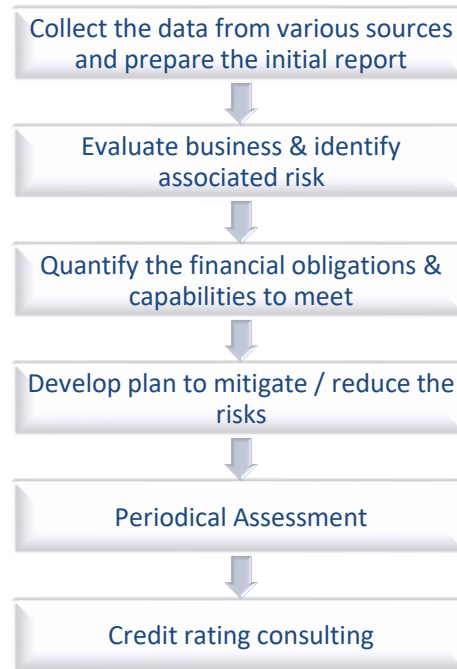 Collect the data from various sources
and prepare the initial report
Evaluate business & identify
associated risk
Quantify the financial obligations &
capabilities to meet
Develop plan to mitigate / reduce the
risks
Periodical Assessment
Credit rating consulting